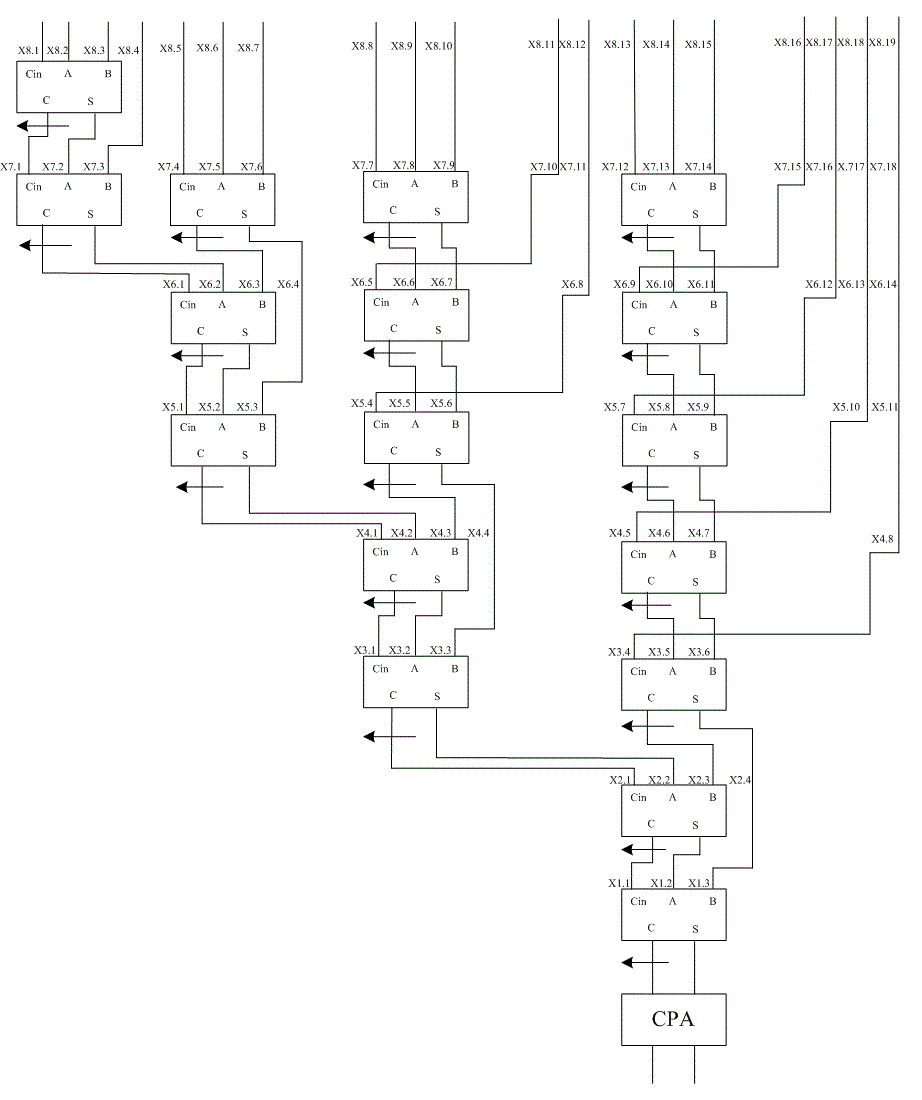 X8.1 X8.2 X8.3 X8.4 X8.5 X8.6 X8.7 X8.8 X8.9 X8.10 X8.11 X8.12 X8.13 X8.14 X8.15 X8.16 X8.17 X8.18 X8.19
Cin A B
C S
X7.1 X7.2 X7.3 X7.4 X7.5 X7.6 X7.7 X7.8 X7.9 X7.10 X7.11 X7.12 X7.13 X7.14 X7.15 X7.16 X.717 X7.18
Cin A B Cin A B Cin A B Cin A B
C S C S C S C S
X6.1 X6.2 X6.3 X6.4 X6.5 X6.6 X6.7 X6.8 X6.9 X6.10 X6.11 X6.12 X6.13 X6.14
Cin A B Cin A B Cin A B
C S C S C S
X5.1 X5.2 X5.3 X5.4 X5.5 X5.6 X5.7 X5.8 X5.9 X5.10 X5.11
Cin A B Cin A B Cin A B
C S C S C S
X4.1 X4.2 X4.3 X4.4 X4.5 X4.6 X4.7 X4.8
Cin A B Cin A B
C S C S
X3.1 X3.2 X3.3 X3.4 X3.5 X3.6
Cin A B Cin A B
C S C S
X2.1 X2.2 X2.3 X2.4
Cin A B
C S
X1.1 X1.2 X1.3
Cin A B
C S
CPA